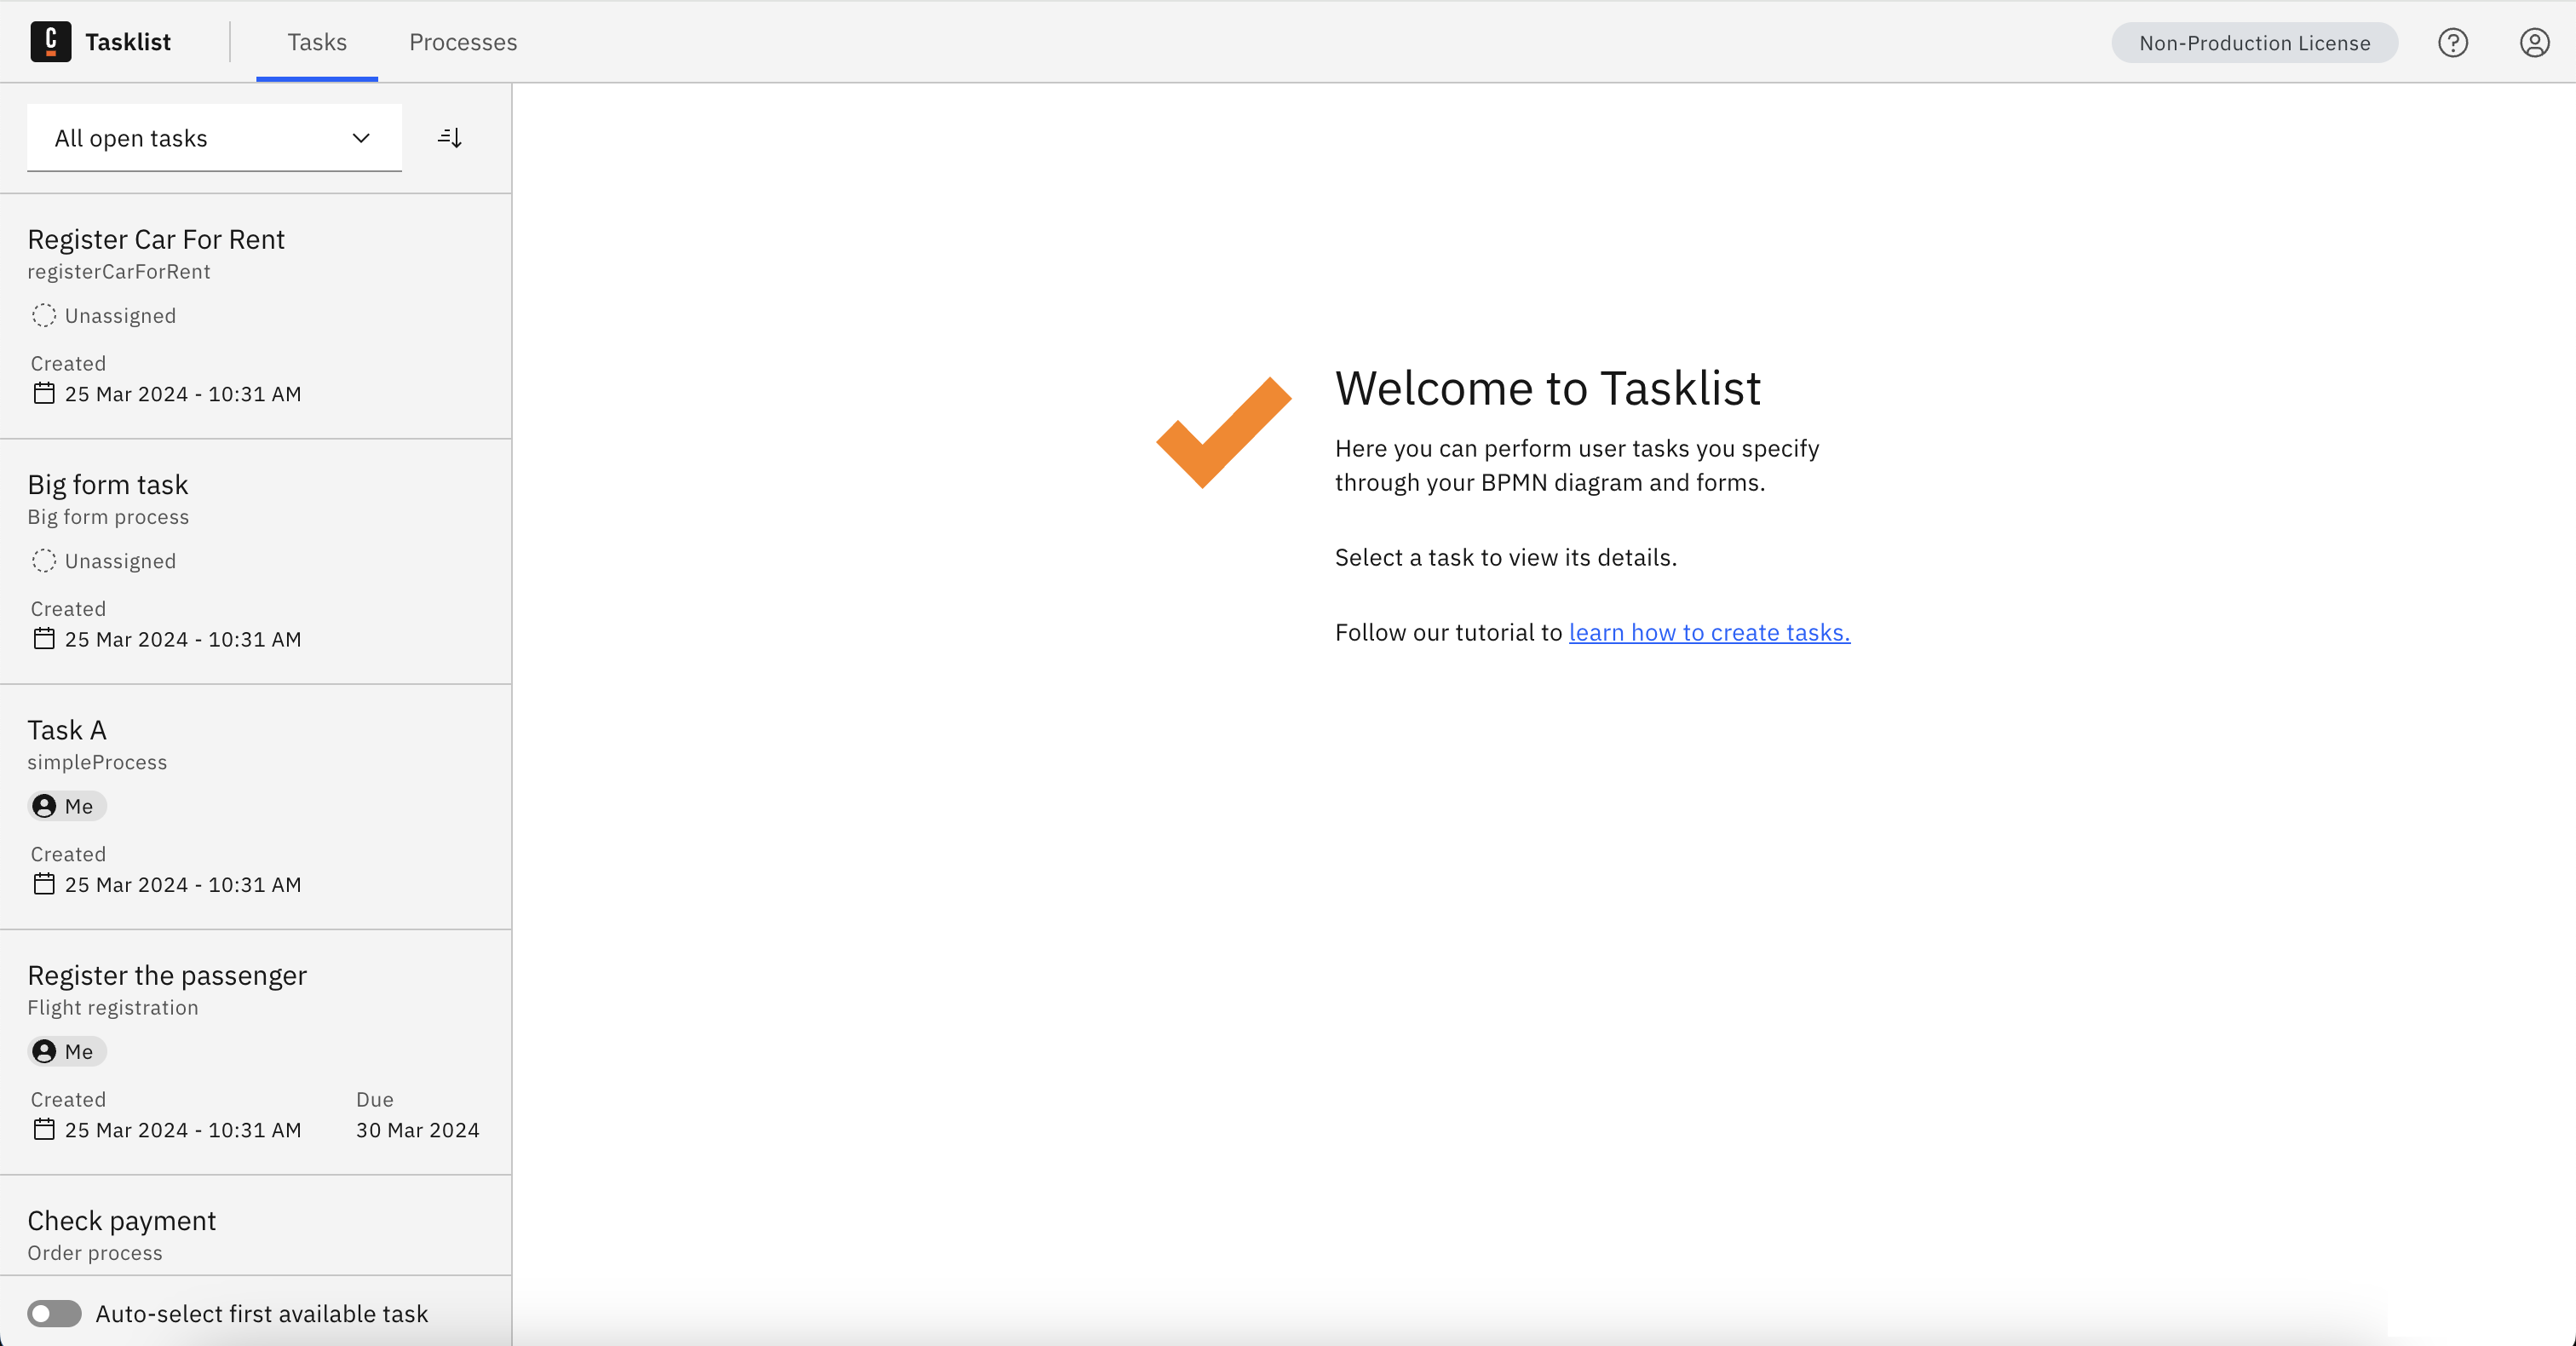 C Tasklist
Tasks
Processes
Non-Production License
All open tasks
Register Car For Rent
registerCarForRent
Unassigned
Created
25 Mar 2024 - 10:31 AM
Big form task
Big form process
Unassigned
Created
25 Mar 2024 - 10:31 AM
Task A
simpleProcess
Me
Created
25 Mar 2024 - 10:31 AM
Register the passenger
Flight registration
Me
Created
Due
25 Mar 2024 - 10:31 AM
30 Mar 2024
Check payment
Order process
Auto-select first available task
Welcome to Tasklist
Here you can perform user tasks you specify
through your BPMN diagram and forms.
Select a task to view its details.
Follow our tutorial to learn how to create tasks.